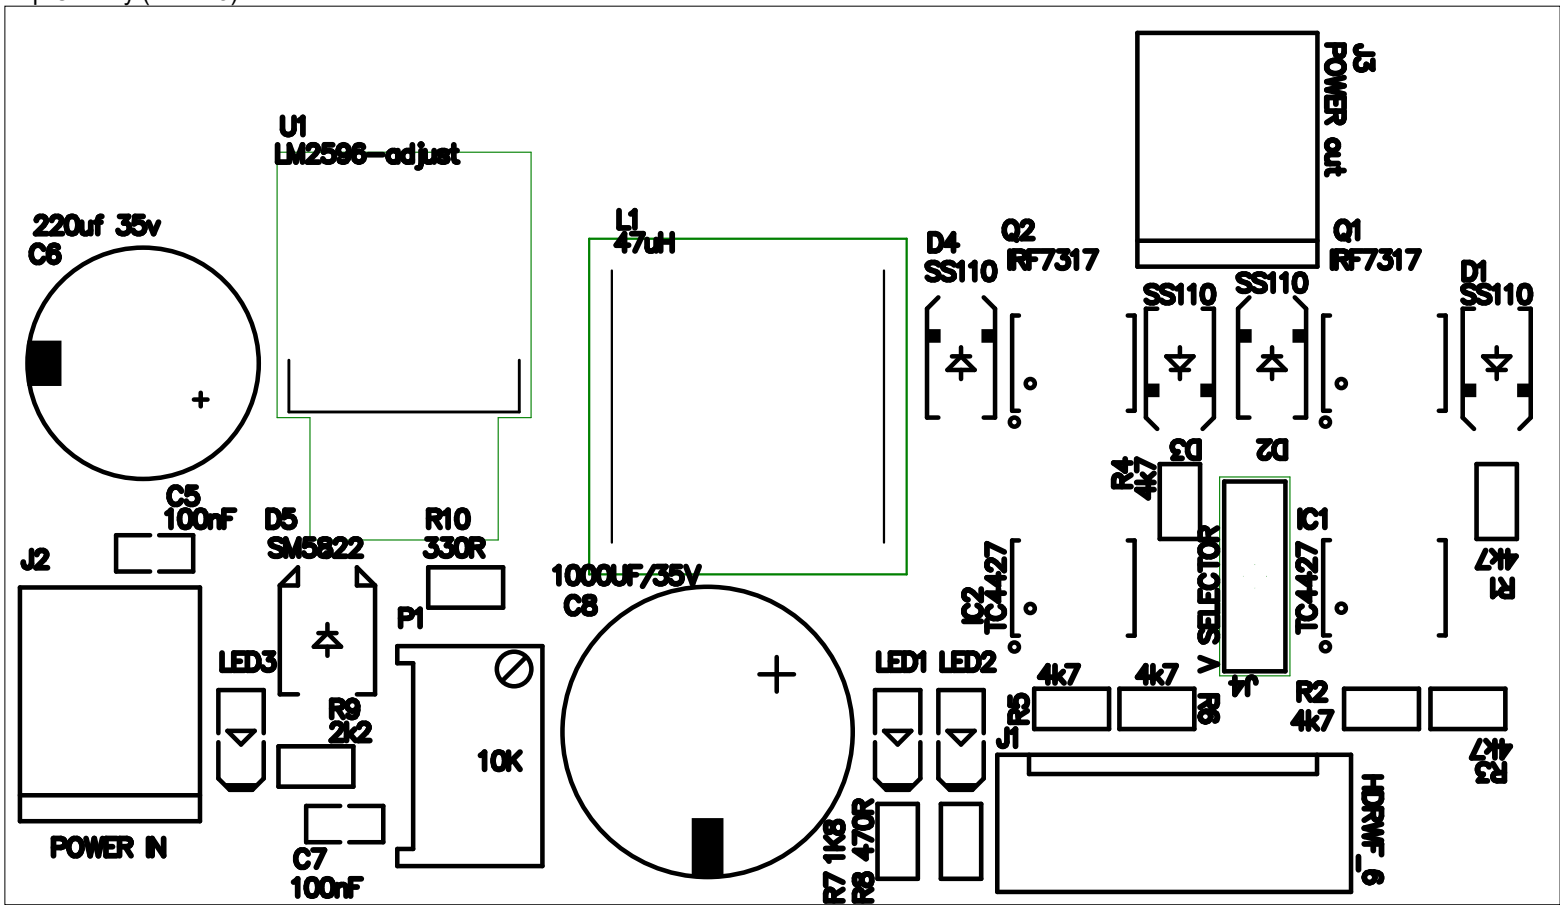 J3
POWER out
U1
LM2596-adjust
220uf 35v
C6
L1
47uH
D4
SS110
Q2
IRF7317
SS110
SS110
Q1
IRF7317
D1
SS110
D3
D2
R4
4k7
C5
100nF
D5
SM5822
R10
330R
J2
1000UF/35V
C8
IC2
TC4427
V SELECTOR
IC1
TC4427
4k7
R1
P1
LED3
LED1
LED2
R5
4k7
4k7
R6
J4
R2
4k7
4k7
R3
R9
2k2
10K
J1
HDRWF_6
POWER IN
C7
100nF
R7 1K8
R8 470R